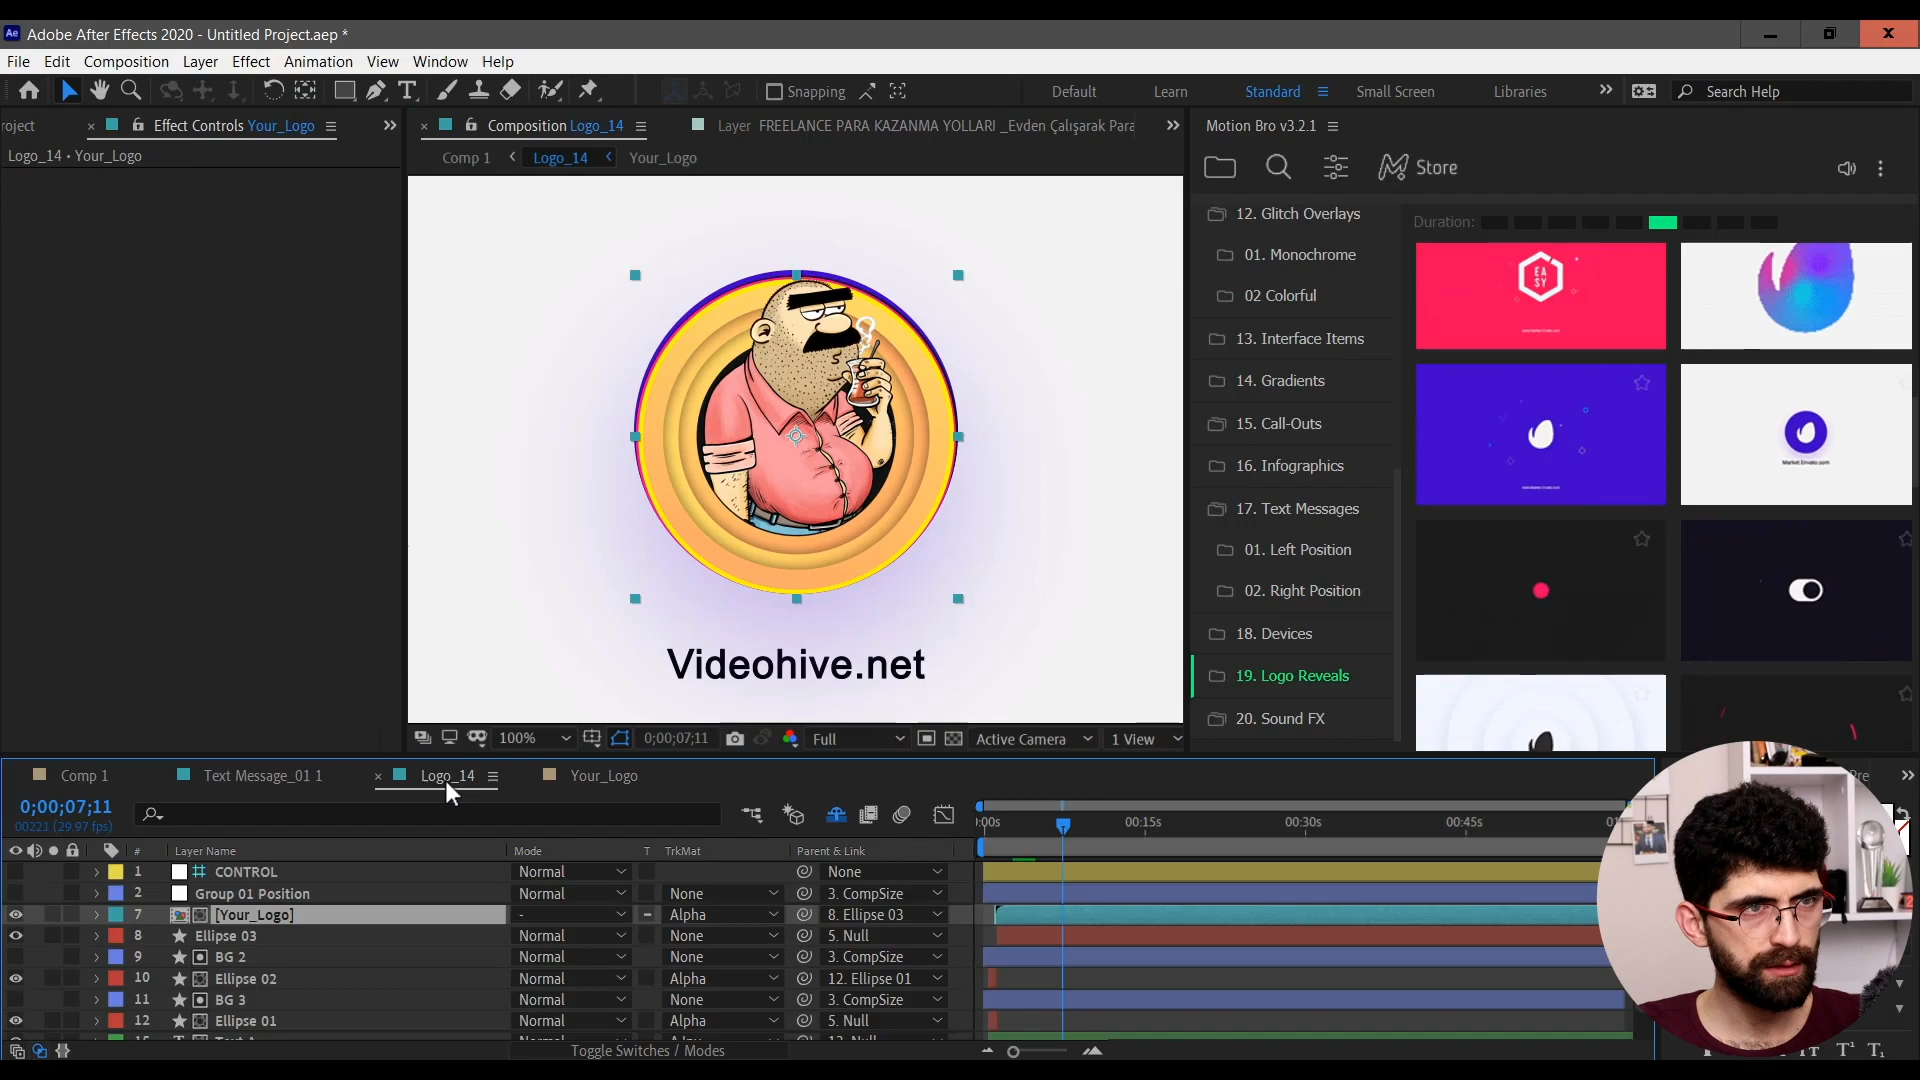 Ae Adobe After Effects 2020 - Untitled Project.aep *
File Edit Composition Layer Effect Animation View Window Help
Snapping Default Learn Standard Small Screen Libraries Search Help
roject Effect Controls Your_Logo Composition Logo_14 Layer FREELANCE PARA KAZANMA YOLLARI _Evden Çalışarak Para Motion Bro v3.2.1
Logo_14 • Your_Logo
Comp 1 Logo_14 Your_Logo
Store
12. Glitch Overlays
Duration:
01. Monochrome
02 Colorful
13. Interface Items
14. Gradients
15. Call-Outs
16. Infographics
17. Text Messages
01. Left Position
02. Right Position
18. Devices
19. Logo Reveals
20. Sound FX
EA
SY
Market.Envato.com
Videohive.net
100% 0;00;07;11 Full Active Camera 1 View
Comp 1 Text Message_01 1 Logo_14 Your_Logo
Pre
0;00;07;11
00221 (29.97 fps)
):00s 00:15s 00:30s 00:45s 01
# Layer Name Mode T TrkMat Parent & Link
1 CONTROL Normal None
2 Group 01 Position Normal None 3. CompSize
7 [Your_Logo] - Alpha 8. Ellipse 03
8 Ellipse 03 Normal None 5. Null
9 BG 2 Normal None 3. CompSize
10 Ellipse 02 Normal Alpha 12. Ellipse 01
11 BG 3 Normal None 3. CompSize
12 Ellipse 01 Normal Alpha 5. Null
Toggle Switches / Modes